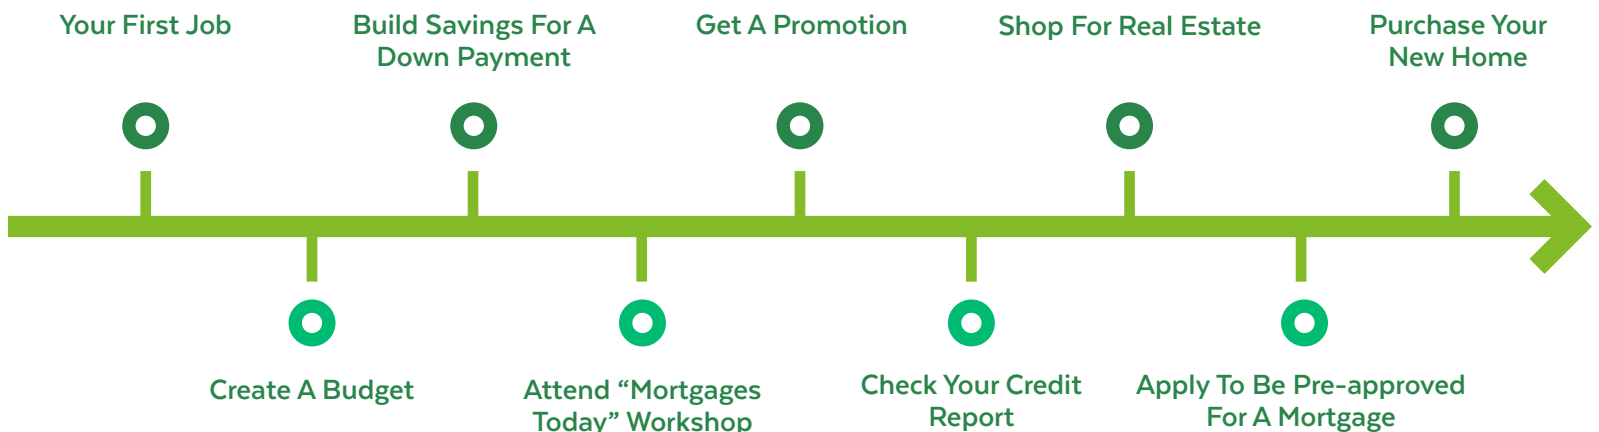 Your First Job
Build Savings For A
Down Payment
Get A Promotion
Shop For Real Estate
Purchase Your
New Home
Create A Budget
Attend “Mortgages
Today” Workshop
Check Your Credit
Report
Apply To Be Pre-approved
For A Mortgage